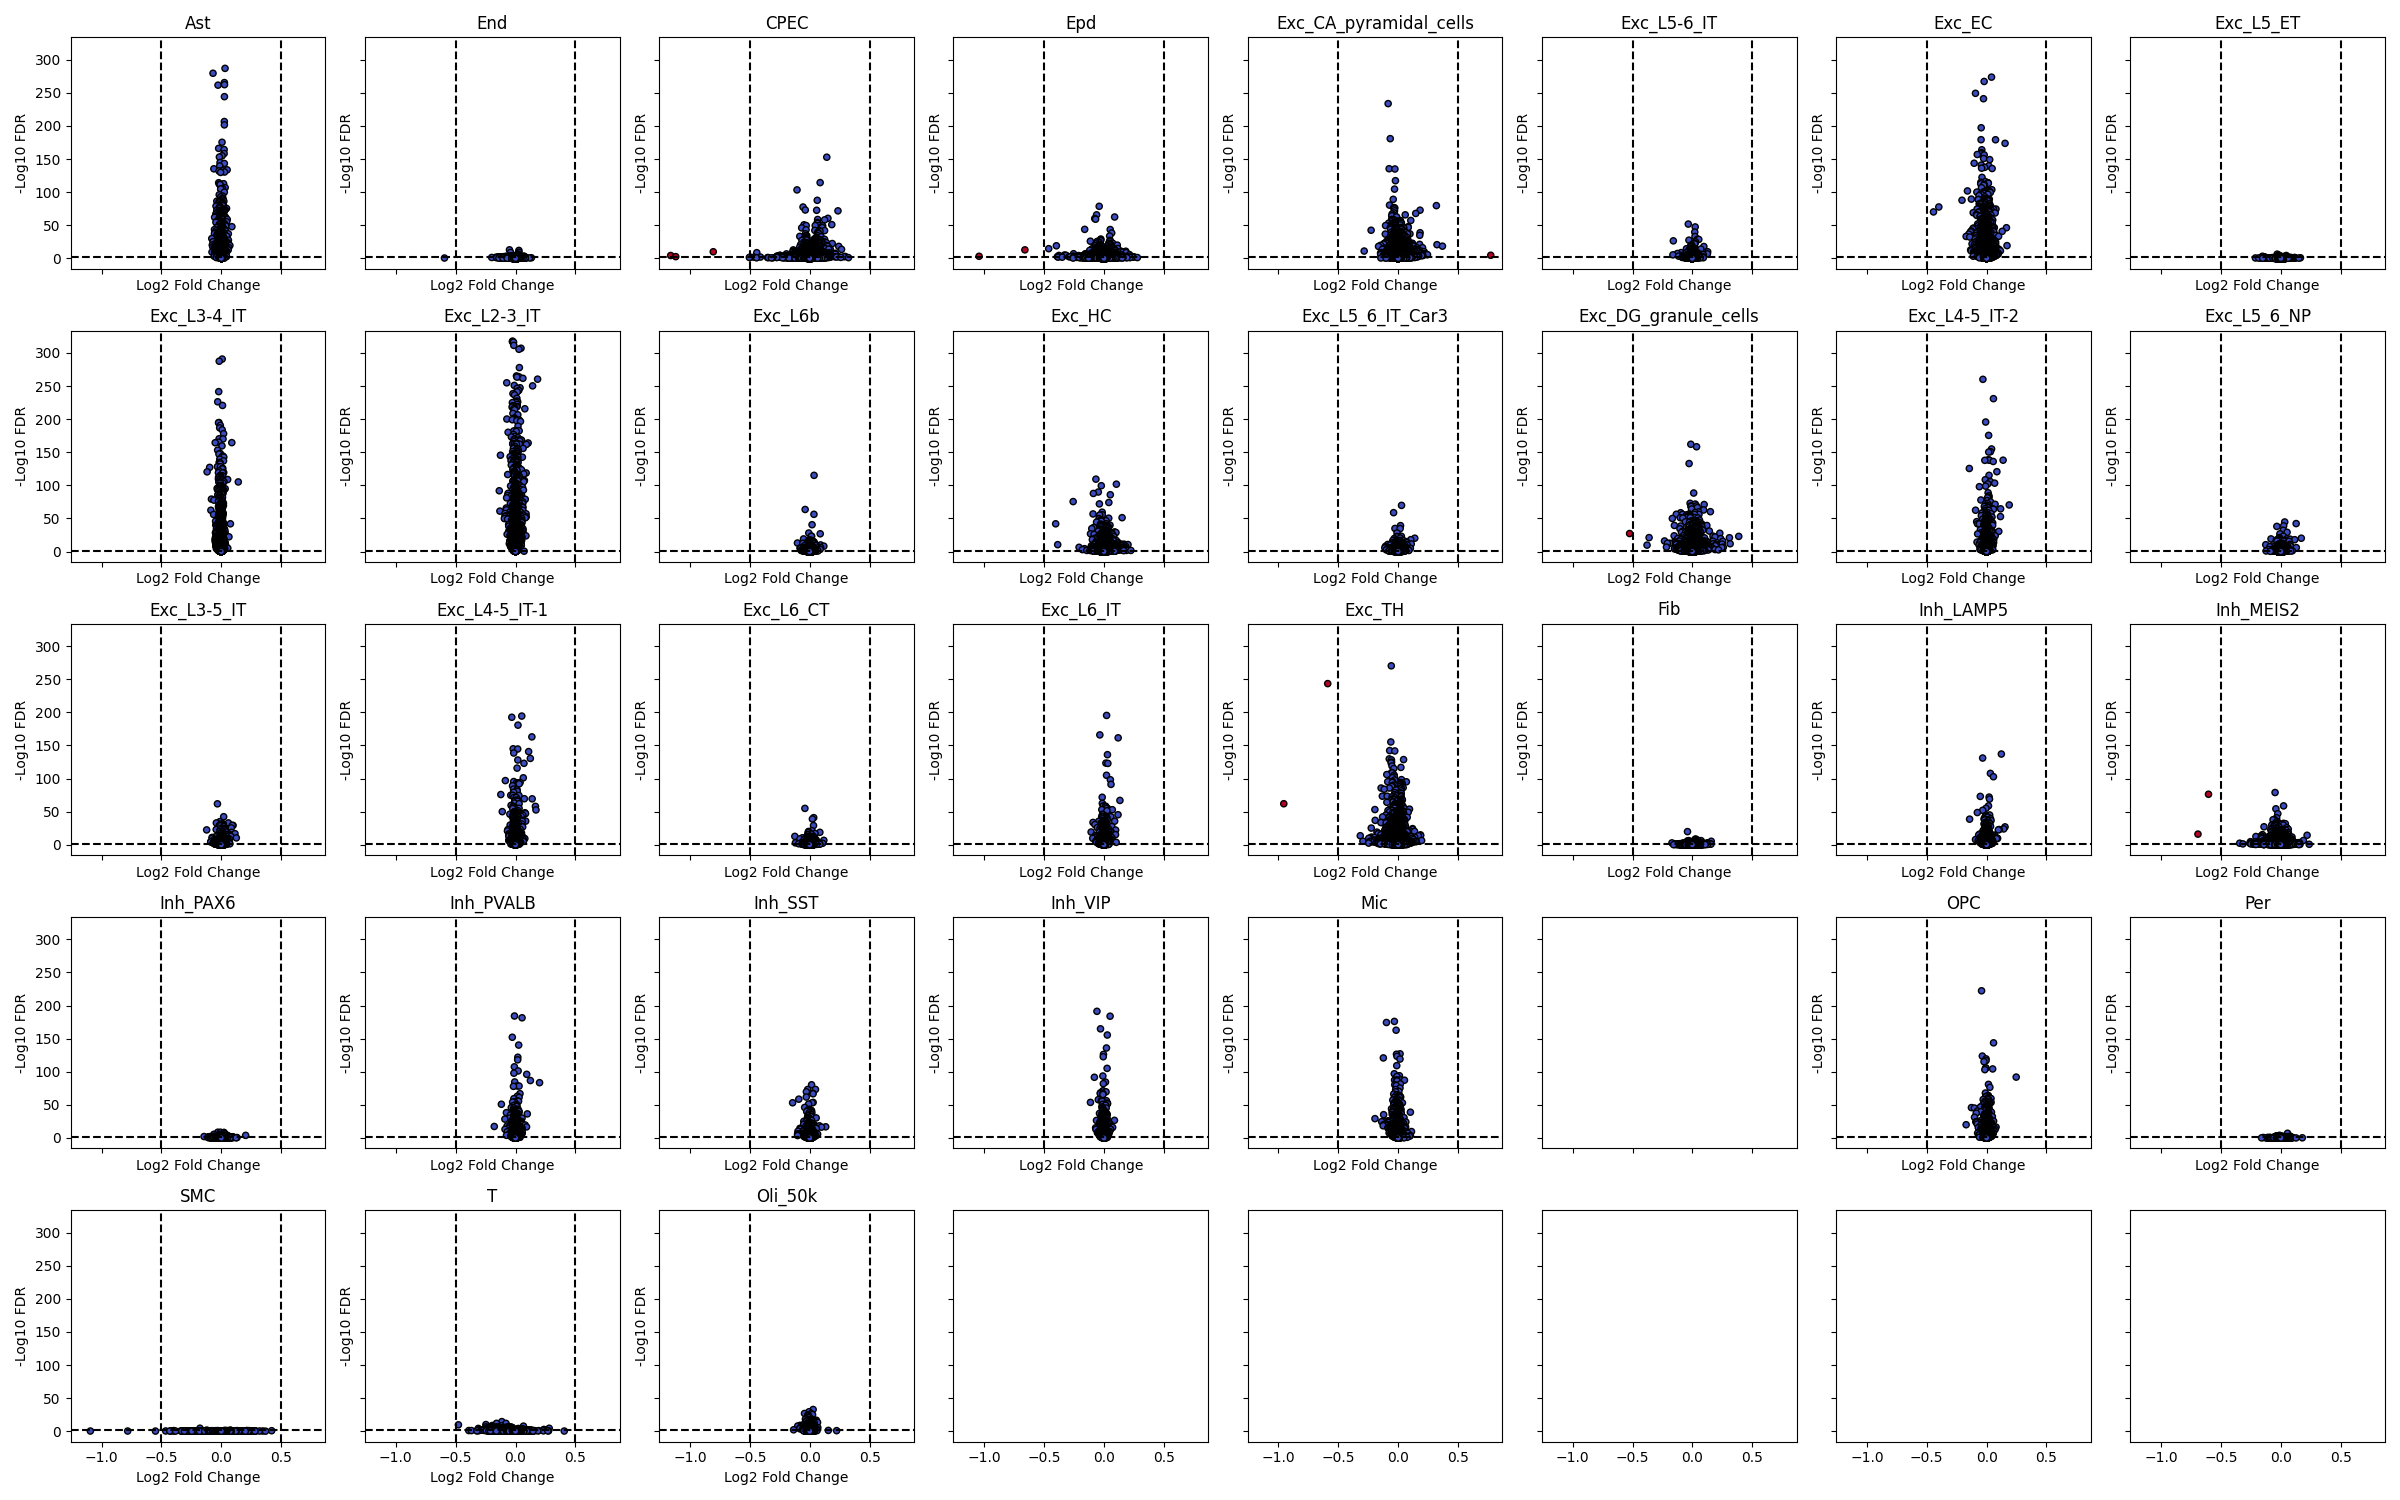 Ast End CPEC Epd Exc_CA_pyramidal_cells Exc_L5-6_IT Exc_EC Exc_L5_ET
300
250
200
150
100
50
0
-Log10 FDR -Log10 FDR -Log10 FDR -Log10 FDR -Log10 FDR -Log10 FDR -Log10 FDR -Log10 FDR
Log2 Fold Change Log2 Fold Change Log2 Fold Change Log2 Fold Change Log2 Fold Change Log2 Fold Change Log2 Fold Change Log2 Fold Change
Exc_L3-4_IT Exc_L2-3_IT Exc_L6b Exc_HC Exc_L5_6_IT_Car3 Exc_DG_granule_cells Exc_L4-5_IT-2 Exc_L5_6_NP
300
250
200
150
100
50
0
-Log10 FDR -Log10 FDR -Log10 FDR -Log10 FDR -Log10 FDR -Log10 FDR -Log10 FDR -Log10 FDR
Log2 Fold Change Log2 Fold Change Log2 Fold Change Log2 Fold Change Log2 Fold Change Log2 Fold Change Log2 Fold Change Log2 Fold Change
Exc_L3-5_IT Exc_L4-5_IT-1 Exc_L6_CT Exc_L6_IT Exc_TH Fib Inh_LAMP5 Inh_MEIS2
300
250
200
150
100
50
0
-Log10 FDR -Log10 FDR -Log10 FDR -Log10 FDR -Log10 FDR -Log10 FDR -Log10 FDR -Log10 FDR
Log2 Fold Change Log2 Fold Change Log2 Fold Change Log2 Fold Change Log2 Fold Change Log2 Fold Change Log2 Fold Change Log2 Fold Change
Inh_PAX6 Inh_PVALB Inh_SST Inh_VIP Mic OPC Per
300
250
200
150
100
50
0
-Log10 FDR -Log10 FDR -Log10 FDR -Log10 FDR -Log10 FDR -Log10 FDR -Log10 FDR
Log2 Fold Change Log2 Fold Change Log2 Fold Change Log2 Fold Change Log2 Fold Change Log2 Fold Change Log2 Fold Change
SMC T Oli_50k
300
250
200
150
100
50
0
-Log10 FDR -Log10 FDR -Log10 FDR
−1.0 −0.5 0.0 0.5 −1.0 −0.5 0.0 0.5 −1.0 −0.5 0.0 0.5 −1.0 −0.5 0.0 0.5 −1.0 −0.5 0.0 0.5 −1.0 −0.5 0.0 0.5 −1.0 −0.5 0.0 0.5 −1.0 −0.5 0.0 0.5
Log2 Fold Change Log2 Fold Change Log2 Fold Change